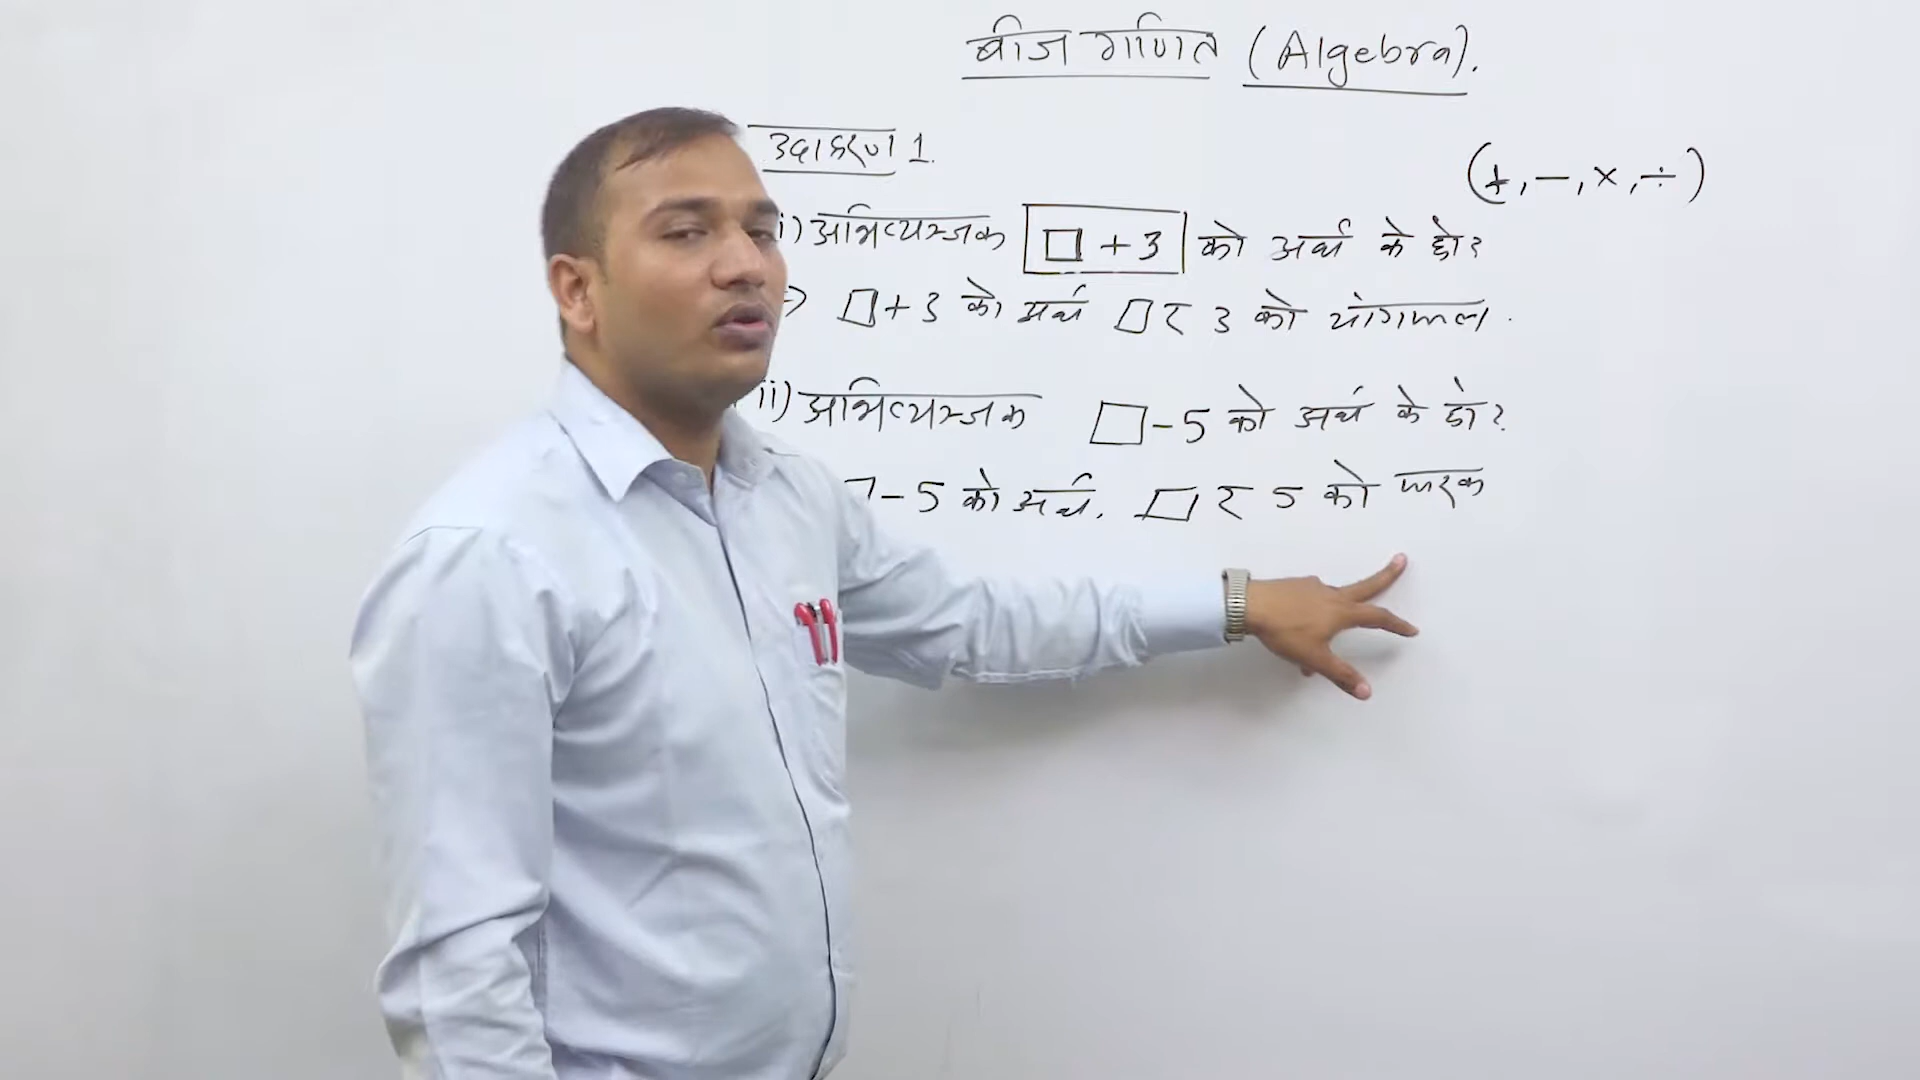 बीज गणित (Algebra).
उदाहरण 1.
(+, −, ×, ÷)
i) अभिव्यञ्जक □ + 3 को अर्थ के हो?
□ + 3 को अर्थ □ र 3 को योगफल.
ii) अभिव्यञ्जक □ − 5 को अर्थ के हो?
− 5 को अर्थ. □ र 5 को फरक